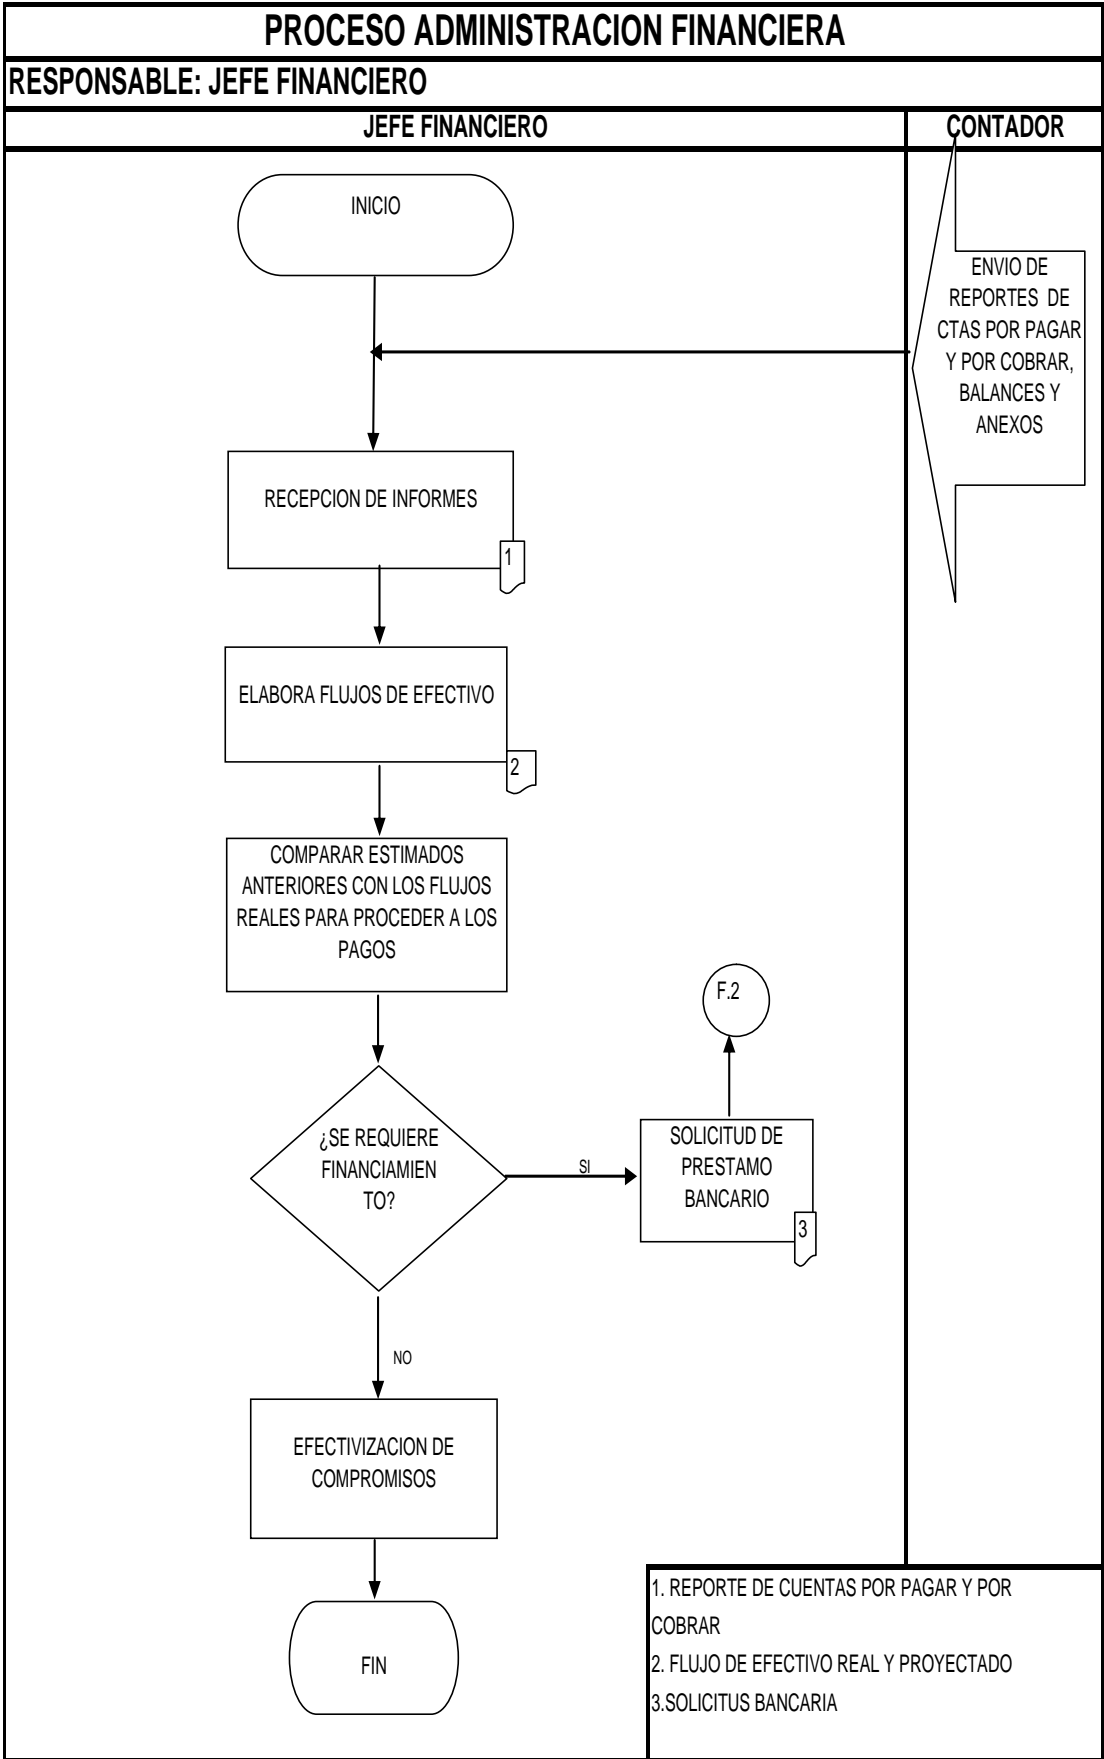 PROCESO ADMINISTRACION FINANCIERA
RESPONSABLE: JEFE FINANCIERO
JEFE FINANCIERO
CONTADOR
INICIO
ENVIO DE
REPORTES DE
CTAS POR PAGAR
Y POR COBRAR,
BALANCES Y
ANEXOS
RECEPCION DE INFORMES
1
ELABORA FLUJOS DE EFECTIVO
2
COMPARAR ESTIMADOS
ANTERIORES CON LOS FLUJOS
REALES PARA PROCEDER A LOS
PAGOS
F.2
¿SE REQUIERE
FINANCIAMIEN
TO?
SI
SOLICITUD DE
PRESTAMO
BANCARIO
3
NO
EFECTIVIZACION DE
COMPROMISOS
FIN
1. REPORTE DE CUENTAS POR PAGAR Y POR
COBRAR
2. FLUJO DE EFECTIVO REAL Y PROYECTADO
3.SOLICITUS BANCARIA